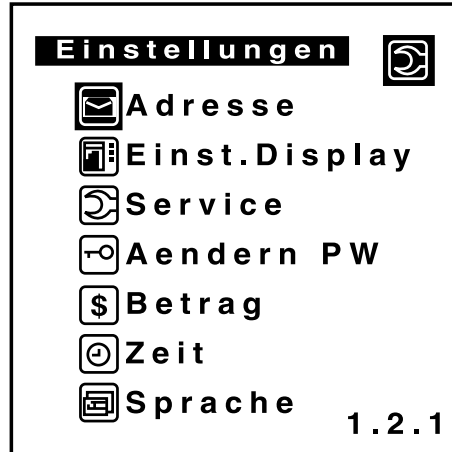 Einstellungen
Adresse
Einst.Display
Service
Aendern PW
$ Betrag
Zeit
Sprache
1.2.1